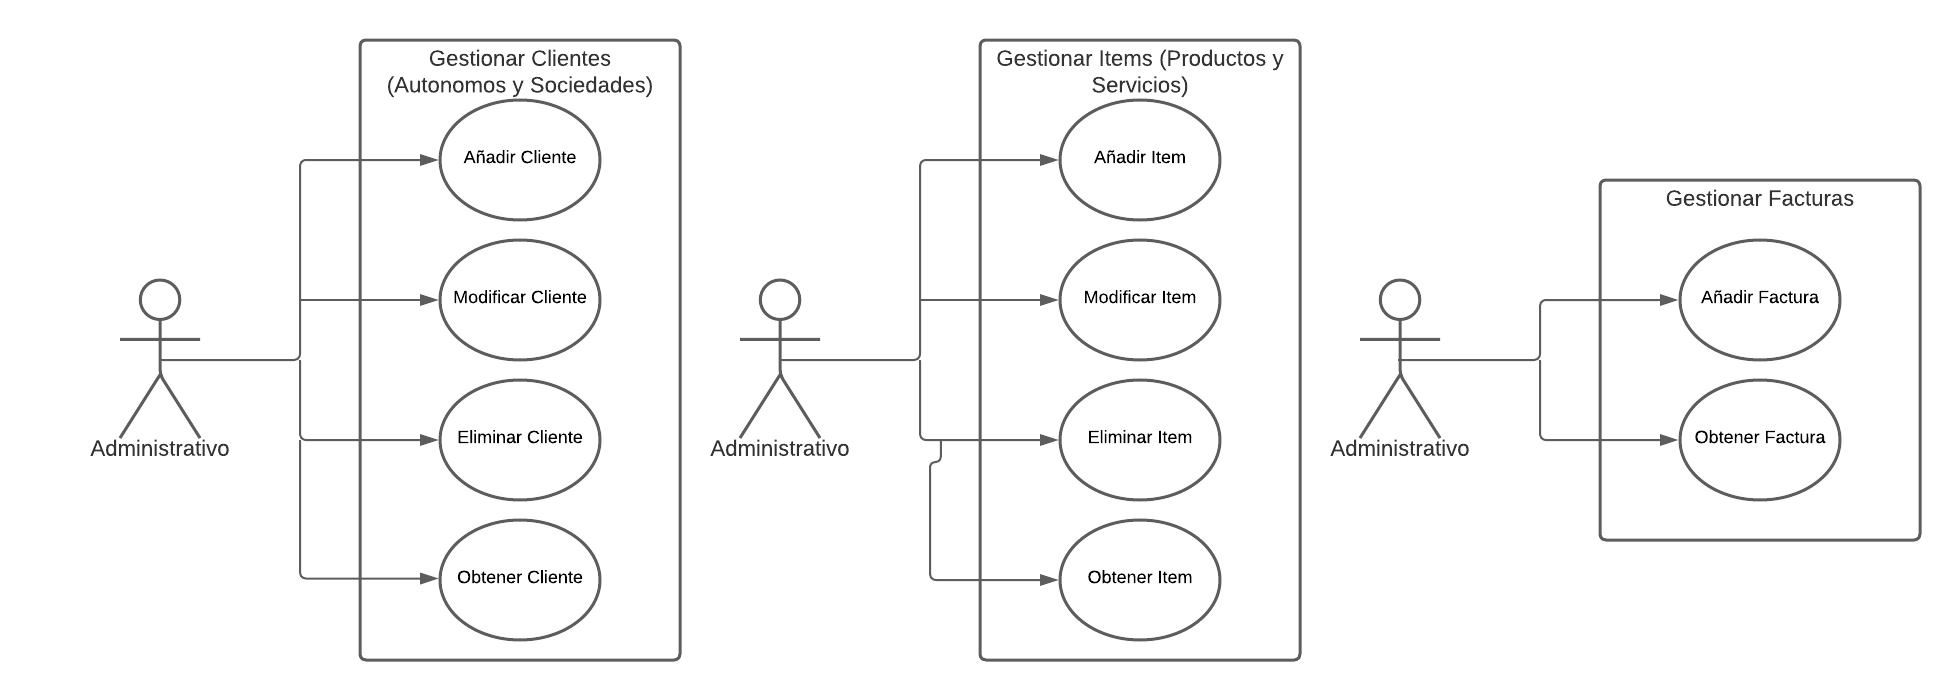 Gestionar Clientes
(Autonomos y Sociedades)
Añadir Cliente
Modificar Cliente
Eliminar Cliente
Obtener Cliente
Administrativo
Gestionar Items (Productos y
Servicios)
Añadir Item
Modificar Item
Eliminar Item
Obtener Item
Administrativo
Gestionar Facturas
Añadir Factura
Obtener Factura
Administrativo